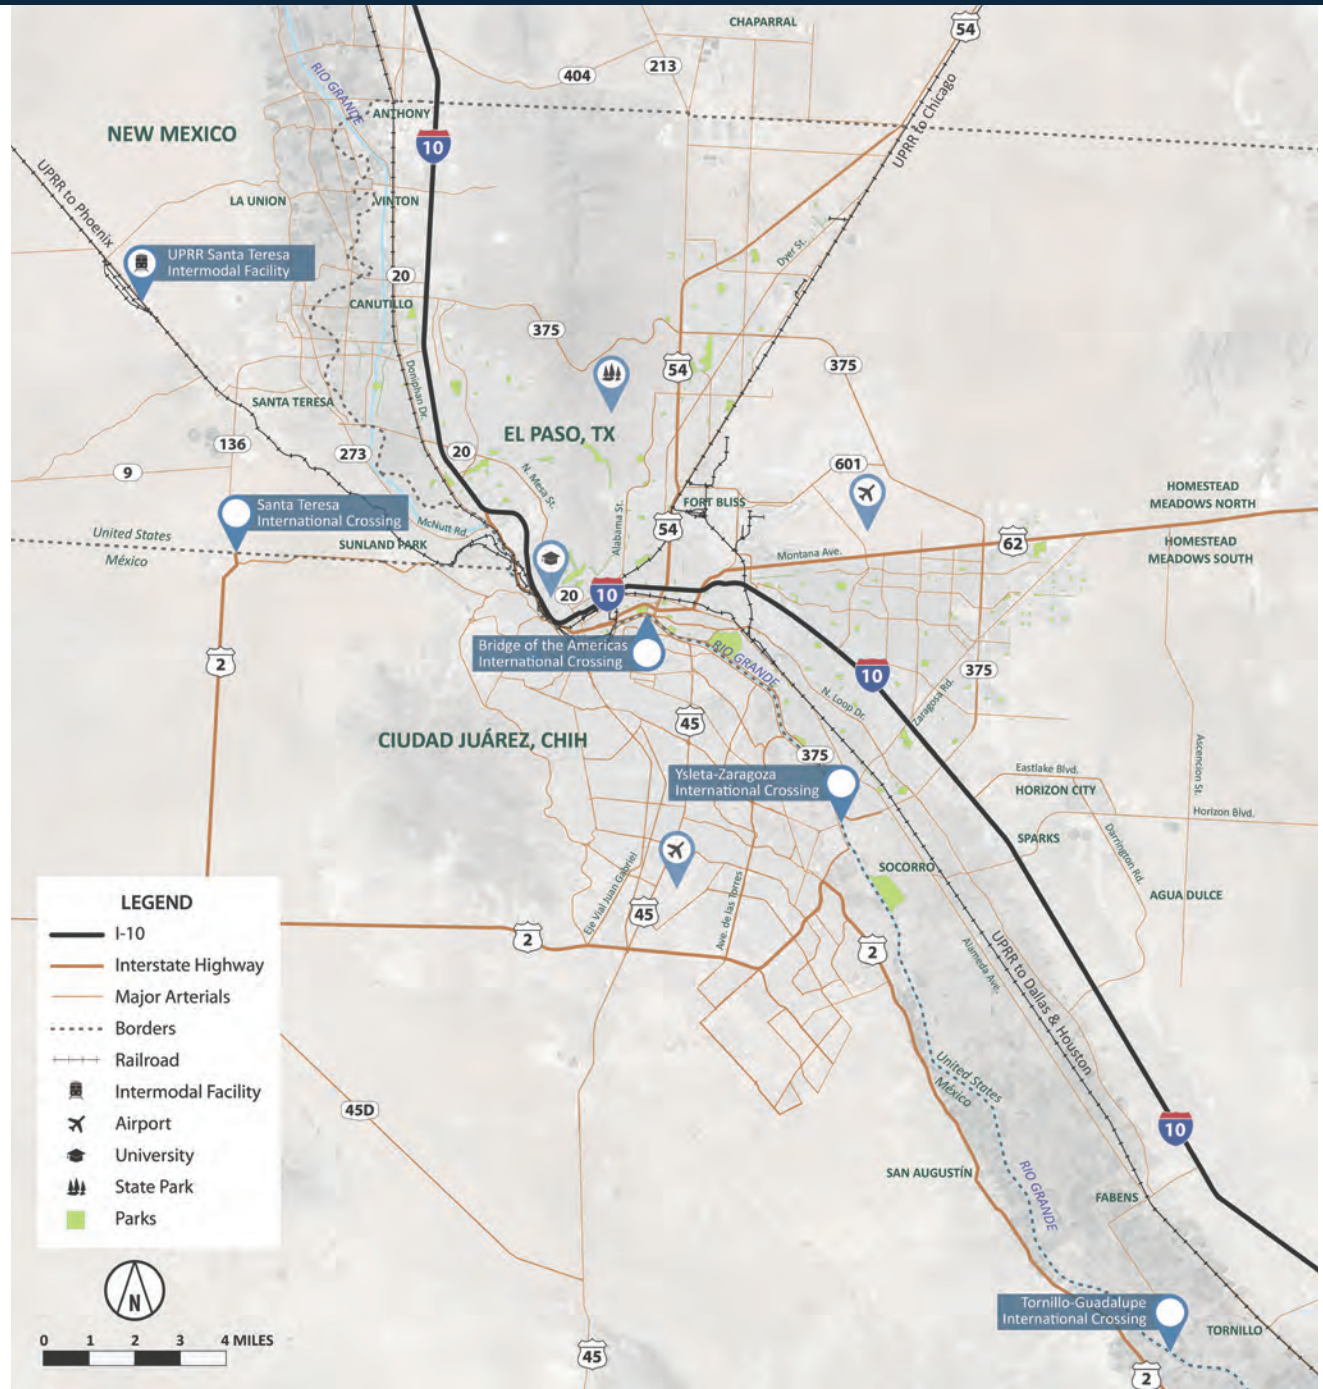 CHAPARRAL
54
213
404
RIO GRANDE
ANTHONY
NEW MEXICO
10
UPRR to Chicago
UPRR to Phoenix
LA UNION
VINTON
Dyer St.
UPRR Santa Teresa
Intermodal Facility
20
CANUTILLO
375
54
375
Doniphan Dr.
SANTA TERESA
EL PASO, TX
136
273
20
9
N. Mesa St.
601
HOMESTEAD
MEADOWS NORTH
Santa Teresa
International Crossing
FORT BLISS
McNutt Rd.
Alabama St.
54
United States
México
SUNLAND PARK
Montana Ave.
62
HOMESTEAD
MEADOWS SOUTH
20
10
Bridge of the Americas
International Crossing
RIO GRANDE
2
10
375
N. Loop Dr.
Zaragosa Rd.
45
CIUDAD JUÁREZ, CHIH
375
Ascencion St.
Ysleta-Zaragoza
International Crossing
Eastlake Blvd.
HORIZON CITY
Horizon Blvd.
SPARKS
Darrington Rd.
SOCORRO
AGUA DULCE
Eje Vial Juan Gabriel
Ave. de las Torres
45
2
2
Alameda Ave.
UPRR to Dallas & Houston
United States
México
45D
10
SAN AUGUSTÍN
RIO GRANDE
FABENS
Tornillo-Guadalupe
International Crossing
TORNILLO
45
2
LEGEND
I-10
Interstate Highway
Major Arterials
Borders
Railroad
Intermodal Facility
Airport
University
State Park
Parks
N
0 1 2 3 4 MILES